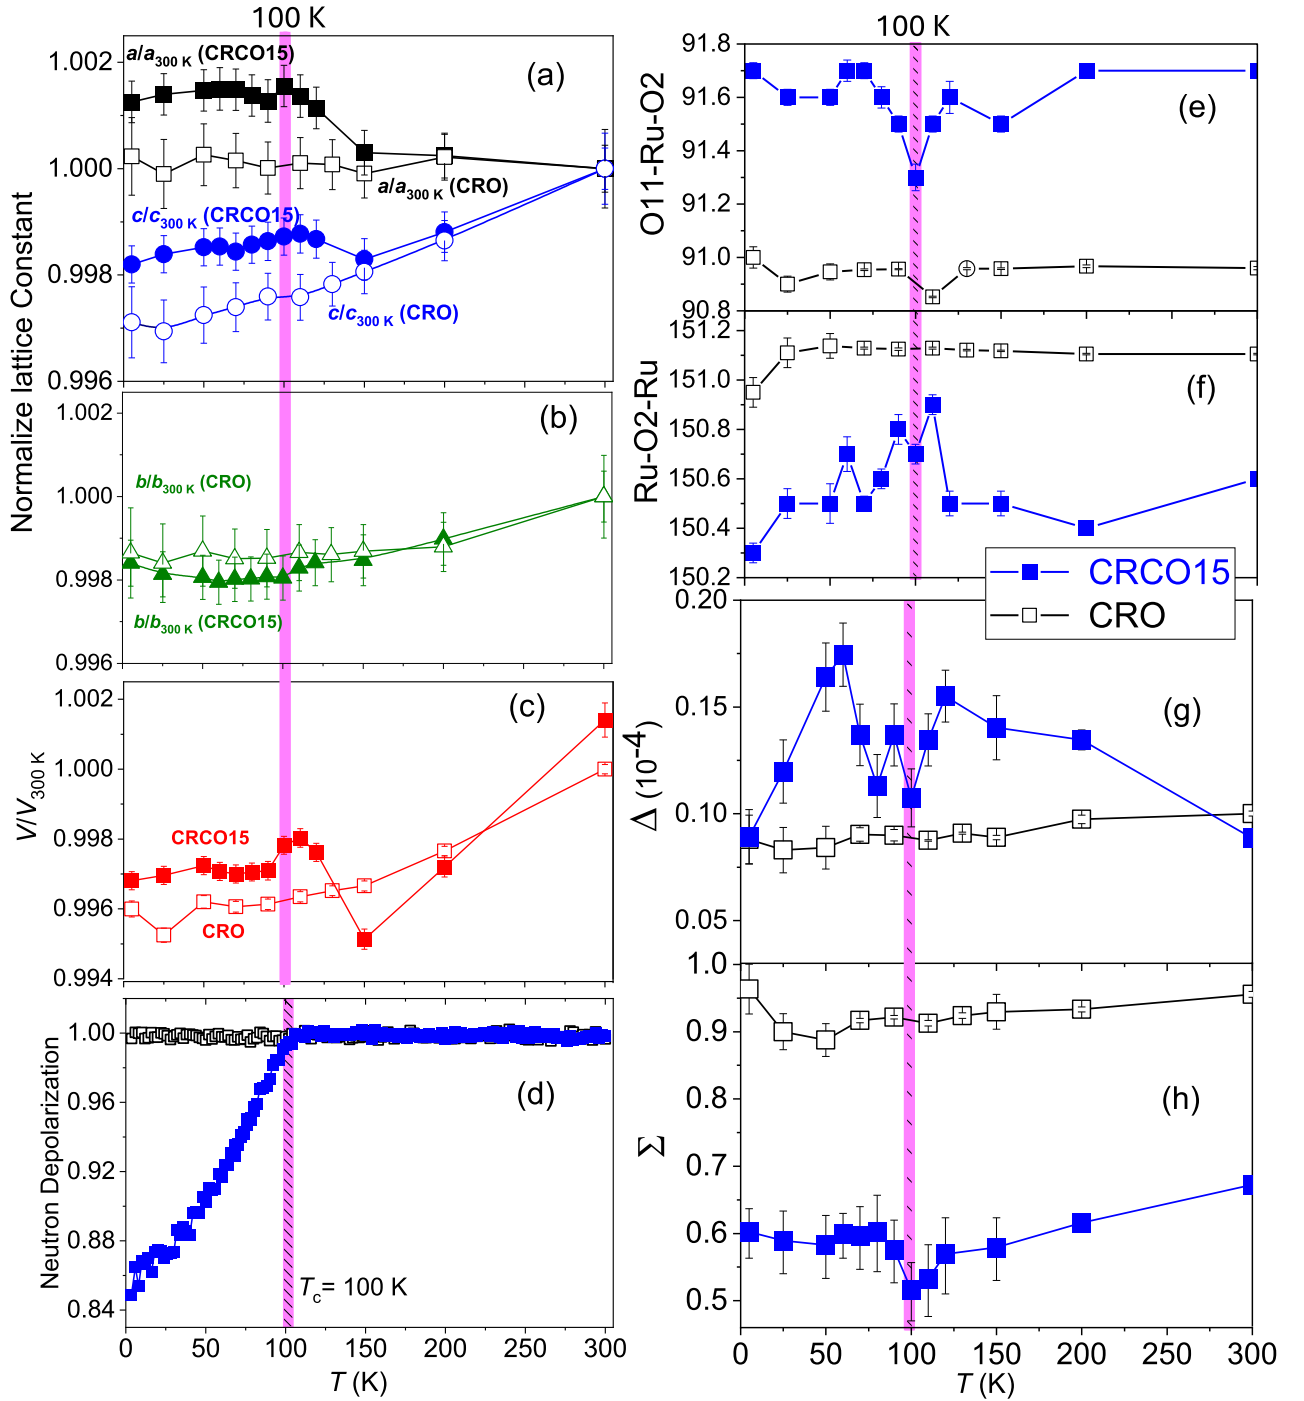 100 K
1.002
1.000
0.998
0.996
a/a300 K (CRCO15)
(a)
a/a300 K (CRO)
c/c300 K (CRCO15)
c/c300 K (CRO)
Normalize lattice Constant
1.002
1.000
0.998
0.996
(b)
b/b300 K (CRO)
b/b300 K (CRCO15)
1.002
1.000
0.998
0.996
0.994
V/V300 K
(c)
CRCO15
CRO
1.00
0.96
0.92
0.88
0.84
Neutron Depolarization
(d)
Tc= 100 K
0 50 100 150 200 250 300
T (K)
100 K
91.8
91.6
91.4
91.2
91.0
90.8
O11-Ru-O2
(e)
151.2
151.0
150.8
150.6
150.4
150.2
Ru-O2-Ru
(f)
CRCO15
CRO
0.20
0.15
0.10
0.05
Δ (10-4)
(g)
1.0
0.9
0.8
0.7
0.6
0.5
Σ
(h)
0 50 100 150 200 250 300
T (K)